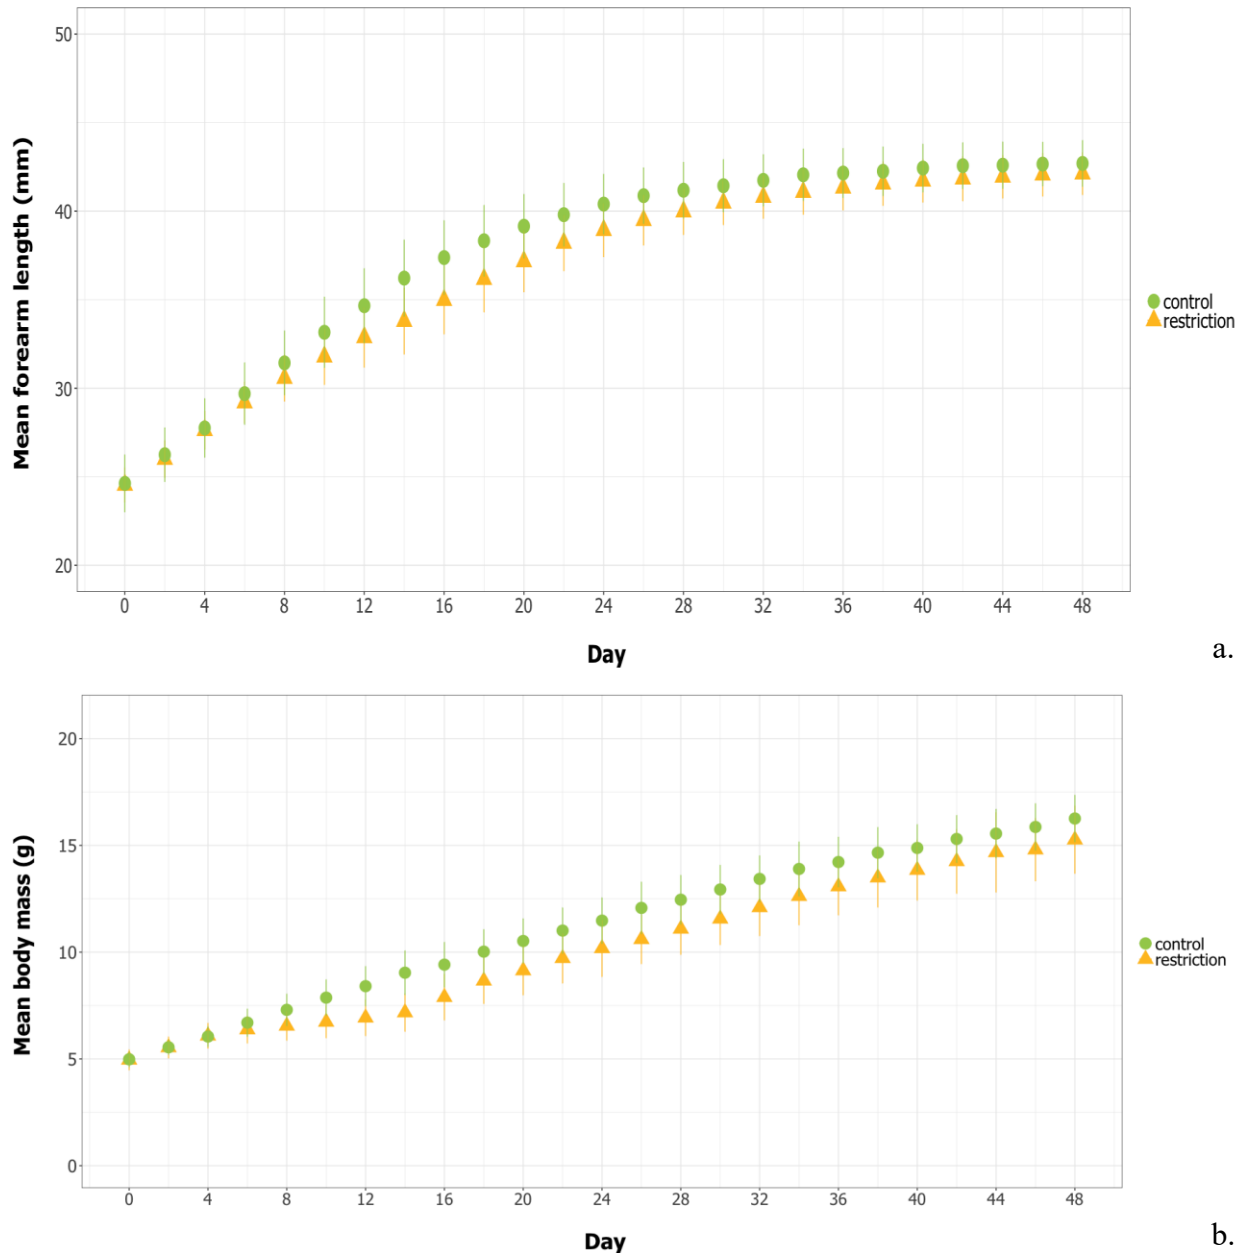 50
40
30
20
Mean forearm length (mm)
0 4 8 12 16 20 24 28 32 36 40 44 48
Day
control
restriction
a.
20
15
10
5
0
Mean body mass (g)
0 4 8 12 16 20 24 28 32 36 40 44 48
Day
control
restriction
b.